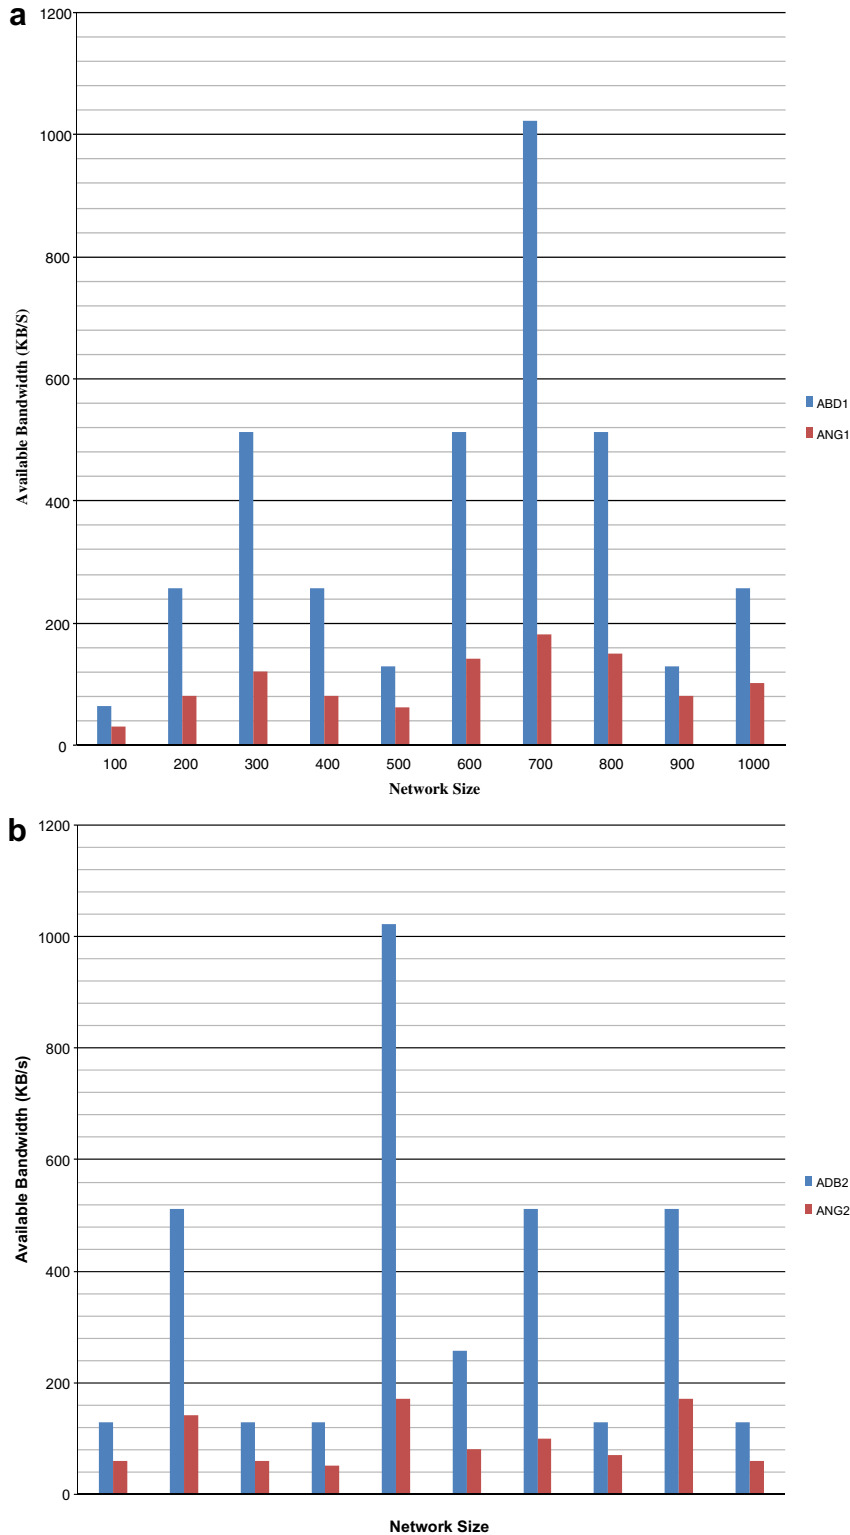 a
1200
1000
800
600
400
200
0
Available Bandwidth (KB/S)
100 200 300 400 500 600 700 800 900 1000
Network Size
ABD1
ANG1
b
1200
1000
800
600
400
200
0
Available Bandwidth (KB/s)
Network Size
ADB2
ANG2